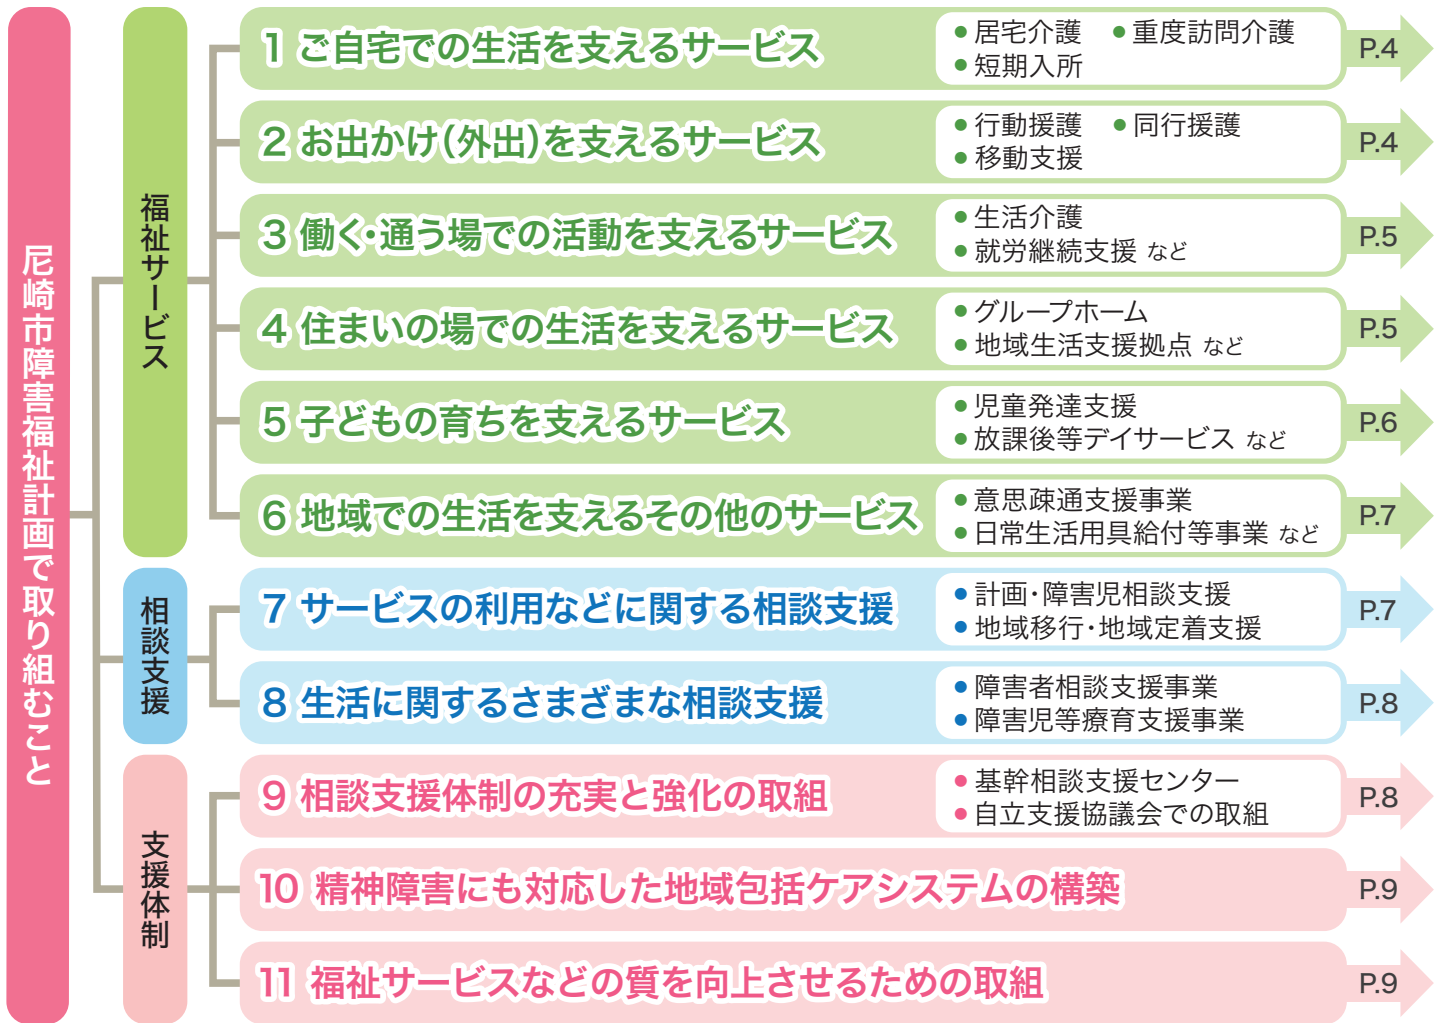 尼崎市障害福祉計画で取り組むこと
福祉サービス
1 ご自宅での生活を支えるサービス
●居宅介護 ●重度訪問介護
●短期入所
P.4
2 お出かけ(外出)を支えるサービス
●行動援護 ●同行援護
●移動支援
P.4
3 働く・通う場での活動を支えるサービス
●生活介護
●就労継続支援 など
P.5
4 住まいの場での生活を支えるサービス
●グループホーム
●地域生活支援拠点 など
P.5
5 子どもの育ちを支えるサービス
●児童発達支援
●放課後等デイサービス など
P.6
6 地域での生活を支えるその他のサービス
●意思疎通支援事業
●日常生活用具給付等事業 など
P.7
相談支援
7 サービスの利用などに関する相談支援
●計画・障害児相談支援
●地域移行・地域定着支援
P.7
8 生活に関するさまざまな相談支援
●障害者相談支援事業
●障害児等療育支援事業
P.8
支援体制
9 相談支援体制の充実と強化の取組
●基幹相談支援センター
●自立支援協議会での取組
P.8
10 精神障害にも対応した地域包括ケアシステムの構築
P.9
11 福祉サービスなどの質を向上させるための取組
P.9